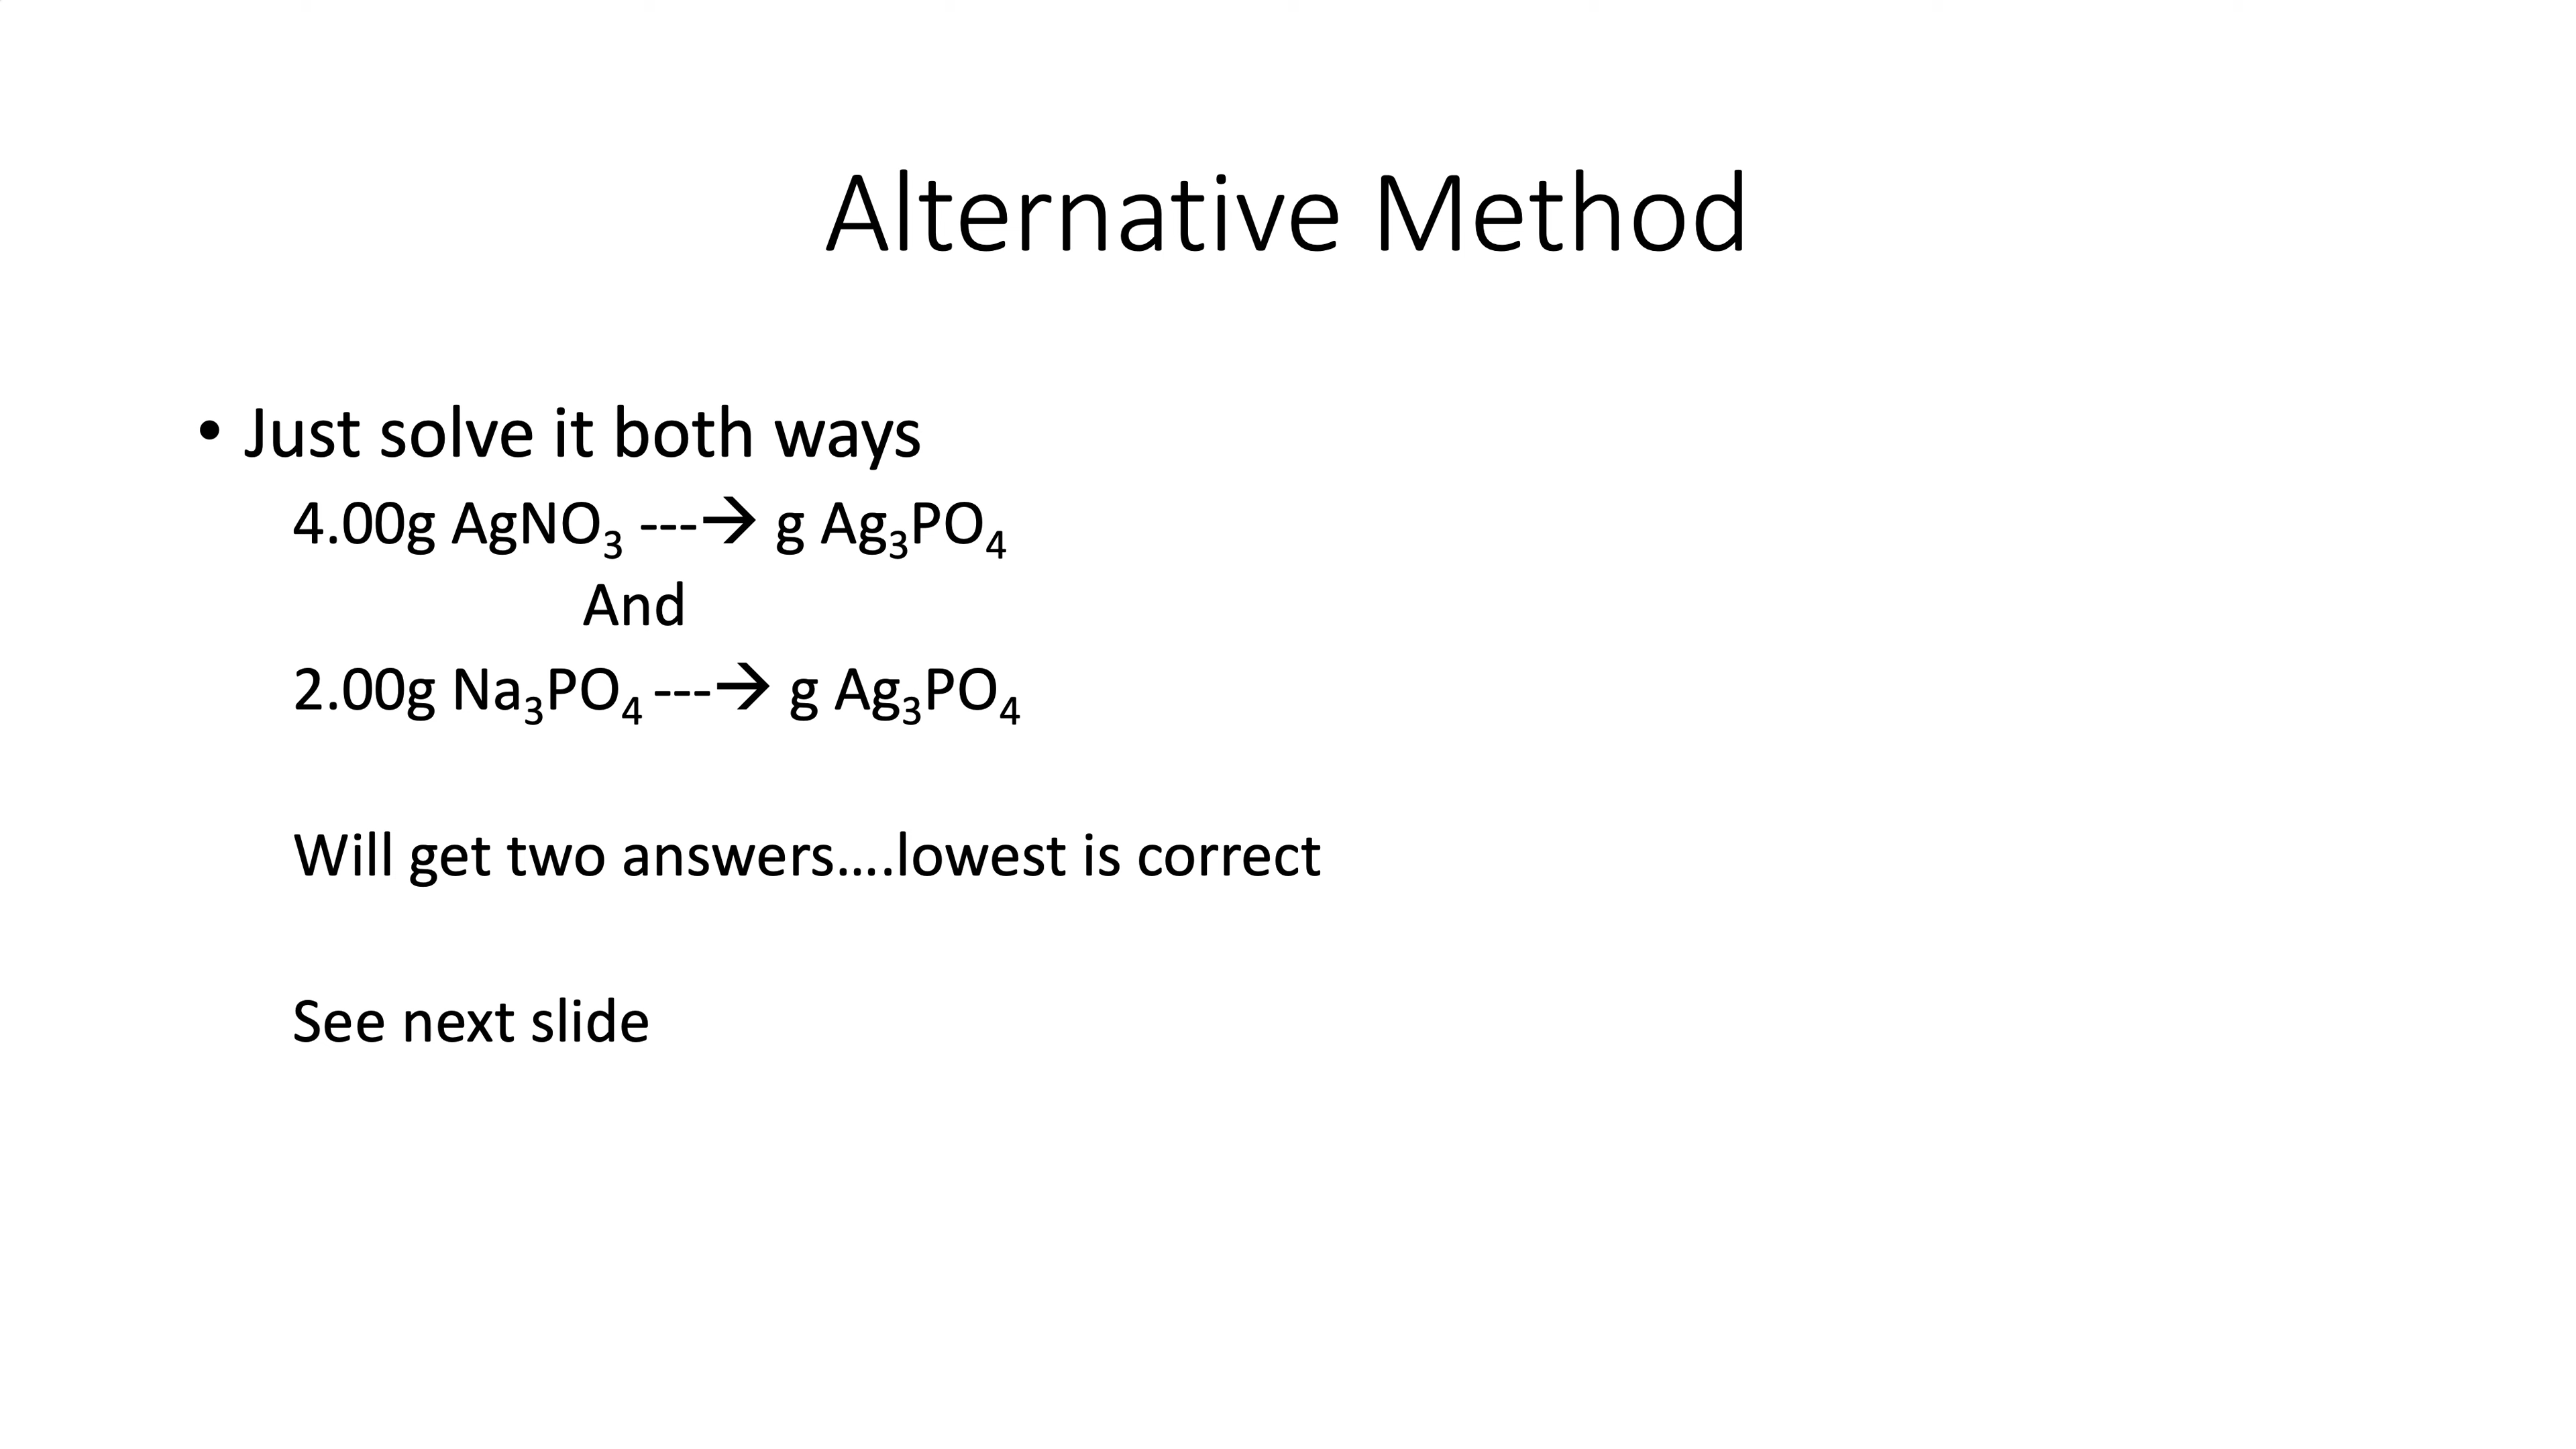 Alternative Method
• Just solve it both ways
4.00g AgNO₃ ---→ g Ag₃PO₄
And
2.00g Na₃PO₄ ---→ g Ag₃PO₄
Will get two answers....lowest is correct
See next slide